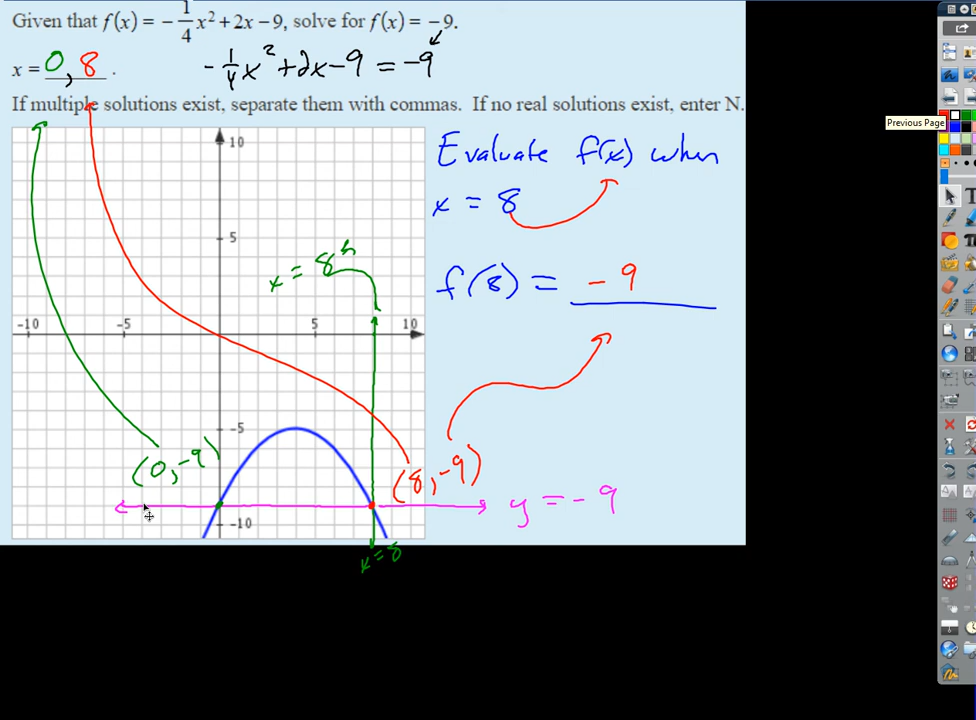 Given that f(x) = -1/4x² + 2x - 9, solve for f(x) = -9.
x = 0, 8 .
-1/4x² + 2x - 9 = -9
If multiple solutions exist, separate them with commas. If no real solutions exist, enter N.
Previous Page
Evaluate f(x) when
x = 8
f(8) = -9
10
5
x = 8
-10
-5
5
10
-5
(0, -9)
(8, -9)
y = -9
-10
x = 8